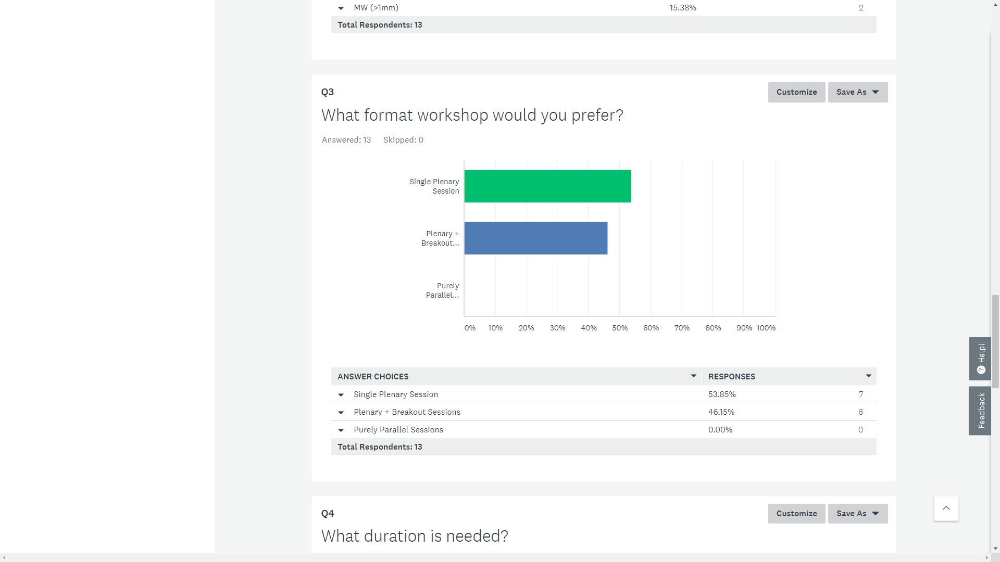 MW (>1mm) 15.38% 2
Total Respondents: 13
Q3
Customize
Save As
What format workshop would you prefer?
Answered: 13 Skipped: 0
Single Plenary
Session
Plenary +
Breakout...
Purely
Parallel...
0% 10% 20% 30% 40% 50% 60% 70% 80% 90% 100%
ANSWER CHOICES RESPONSES
Single Plenary Session 53.85% 7
Plenary + Breakout Sessions 46.15% 6
Purely Parallel Sessions 0.00% 0
Total Respondents: 13
Help!
Feedback
Q4
Customize
Save As
What duration is needed?